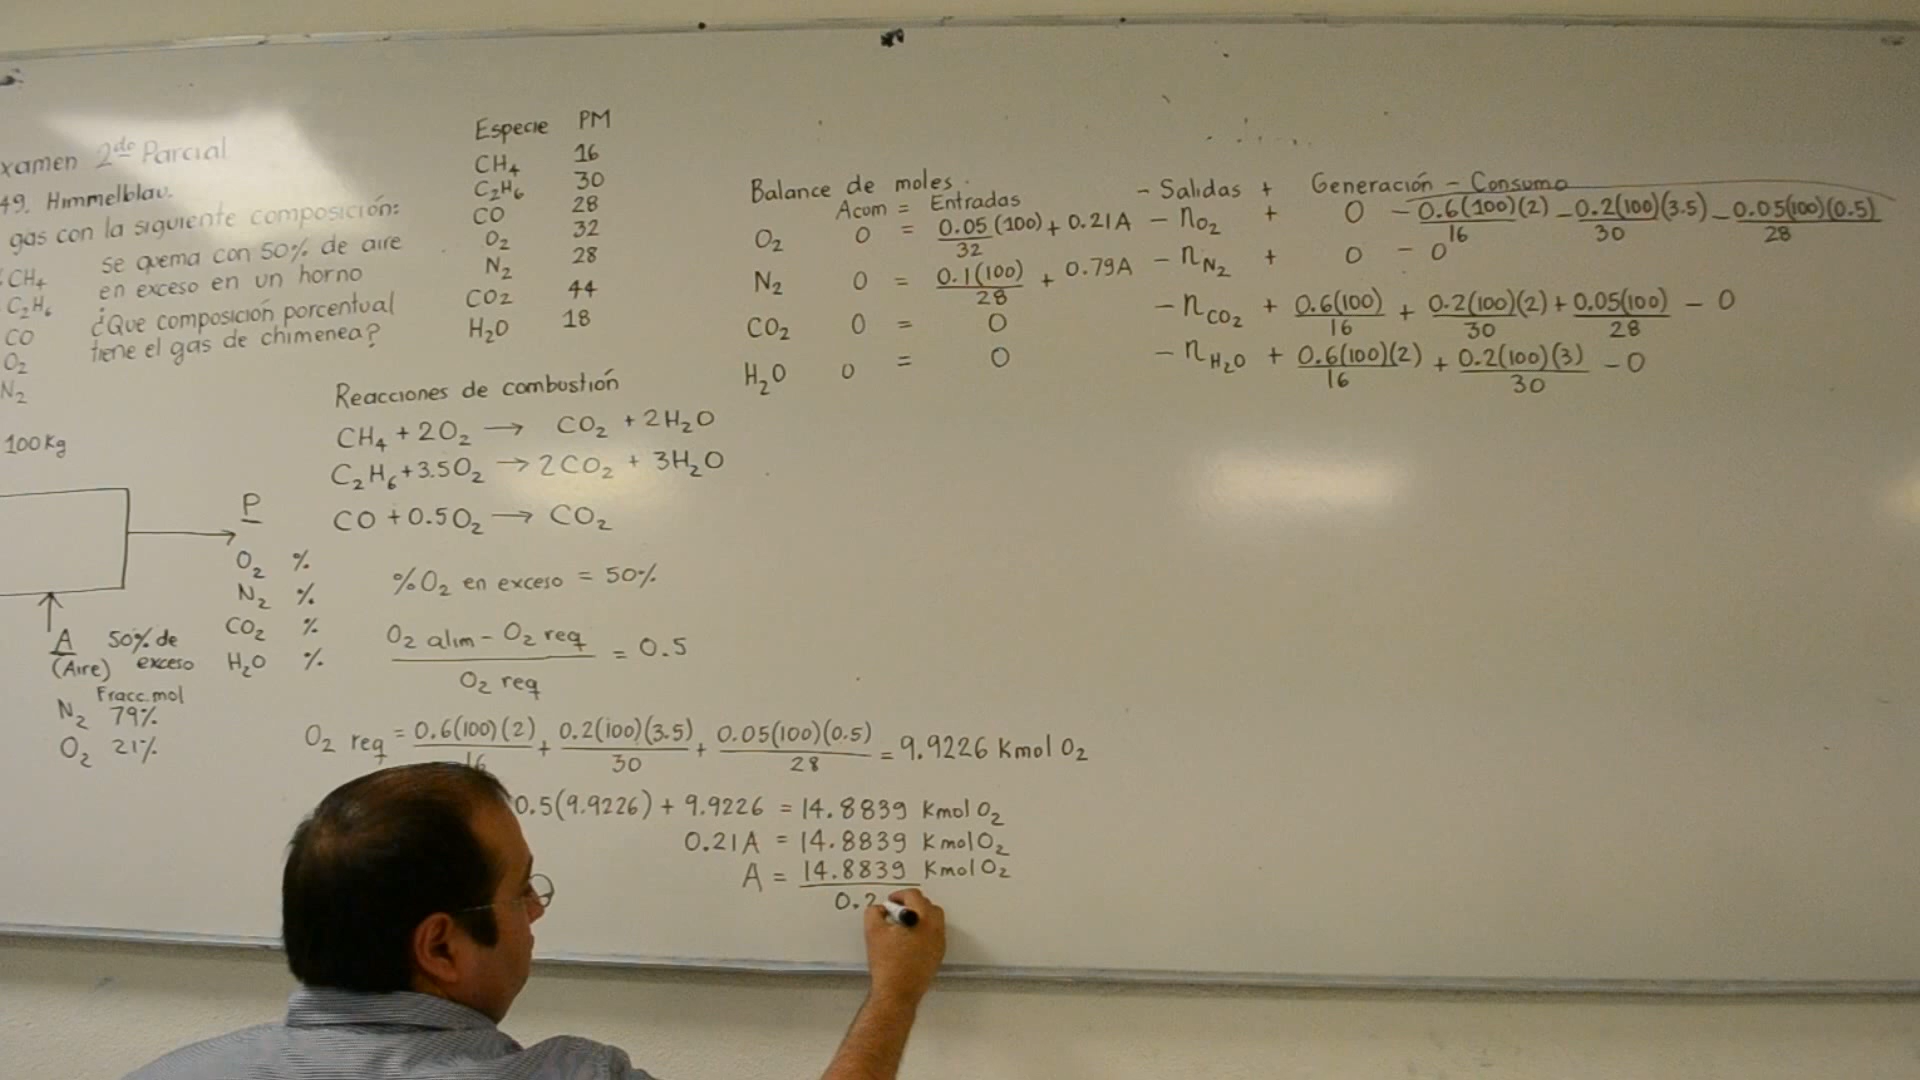 xamen 2do Parcial
49. Himmelblau.
gas con la siguiente composición:
CH4 se quema con 50% de aire
C2H6 en exceso en un horno
CO ¿Que composición porcentual
O2 tiene el gas de chimenea?
N2
100Kg
P
O2 %
N2 %
CO2 %
H2O %
A 50% de
(Aire) exceso
Fracc. mol
N2 79%
O2 21%
Especie PM
CH4 16
C2H6 30
CO 28
O2 32
N2 28
CO2 44
H2O 18
Reacciones de combustión
CH4 + 2O2 → CO2 + 2H2O
C2H6 + 3.5O2 → 2CO2 + 3H2O
CO + 0.5O2 → CO2
%O2 en exceso = 50%
O2 alim - O2 req
= 0.5
O2 req
O2 req = 0.6(100)(2)/16 + 0.2(100)(3.5)/30 + 0.05(100)(0.5)/28 = 9.9226 Kmol O2
0.5(9.9226) + 9.9226 = 14.8839 Kmol O2
0.21A = 14.8839 KmolO2
A = 14.8839 KmolO2
0.2
Balance de moles.
Acom = Entradas - Salidas + Generación - Consumo
O2 0 = 0.05(100)/32 + 0.21A - nO2 + 0 - 0.6(100)(2)/16 - 0.2(100)(3.5)/30 - 0.05(100)(0.5)/28
N2 0 = 0.1(100)/28 + 0.79A - nN2 + 0 - 0
CO2 0 = 0 - nCO2 + 0.6(100)/16 + 0.2(100)(2)/30 + 0.05(100)/28 - 0
H2O 0 = 0 - nH2O + 0.6(100)(2)/16 + 0.2(100)(3)/30 - 0